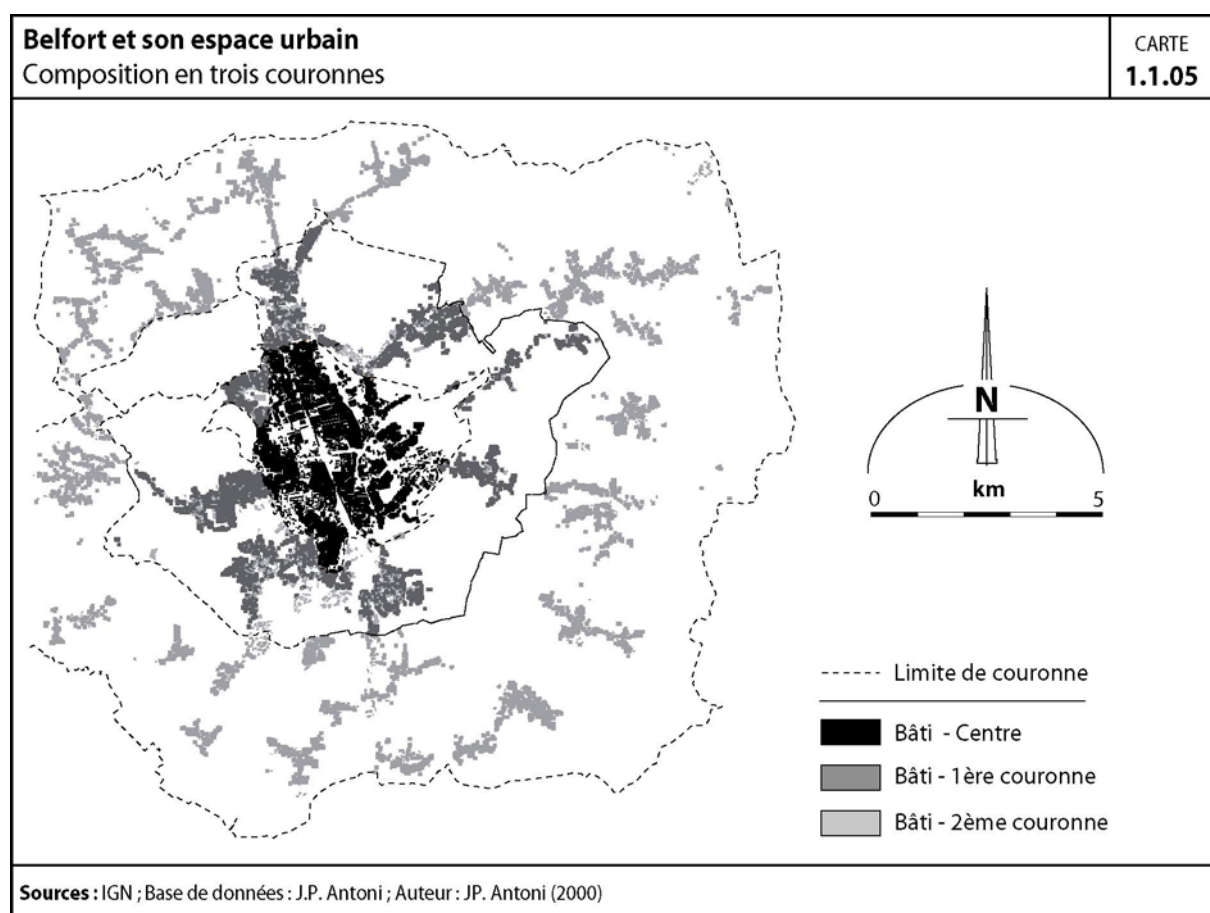 Belfort et son espace urbain
Composition en trois couronnes
CARTE
1.1.05
N
km
0 5
Limite de couronne
Bâti - Centre
Bâti - 1ère couronne
Bâti - 2ème couronne
Sources : IGN ; Base de données : J.P. Antoni ; Auteur : JP. Antoni (2000)